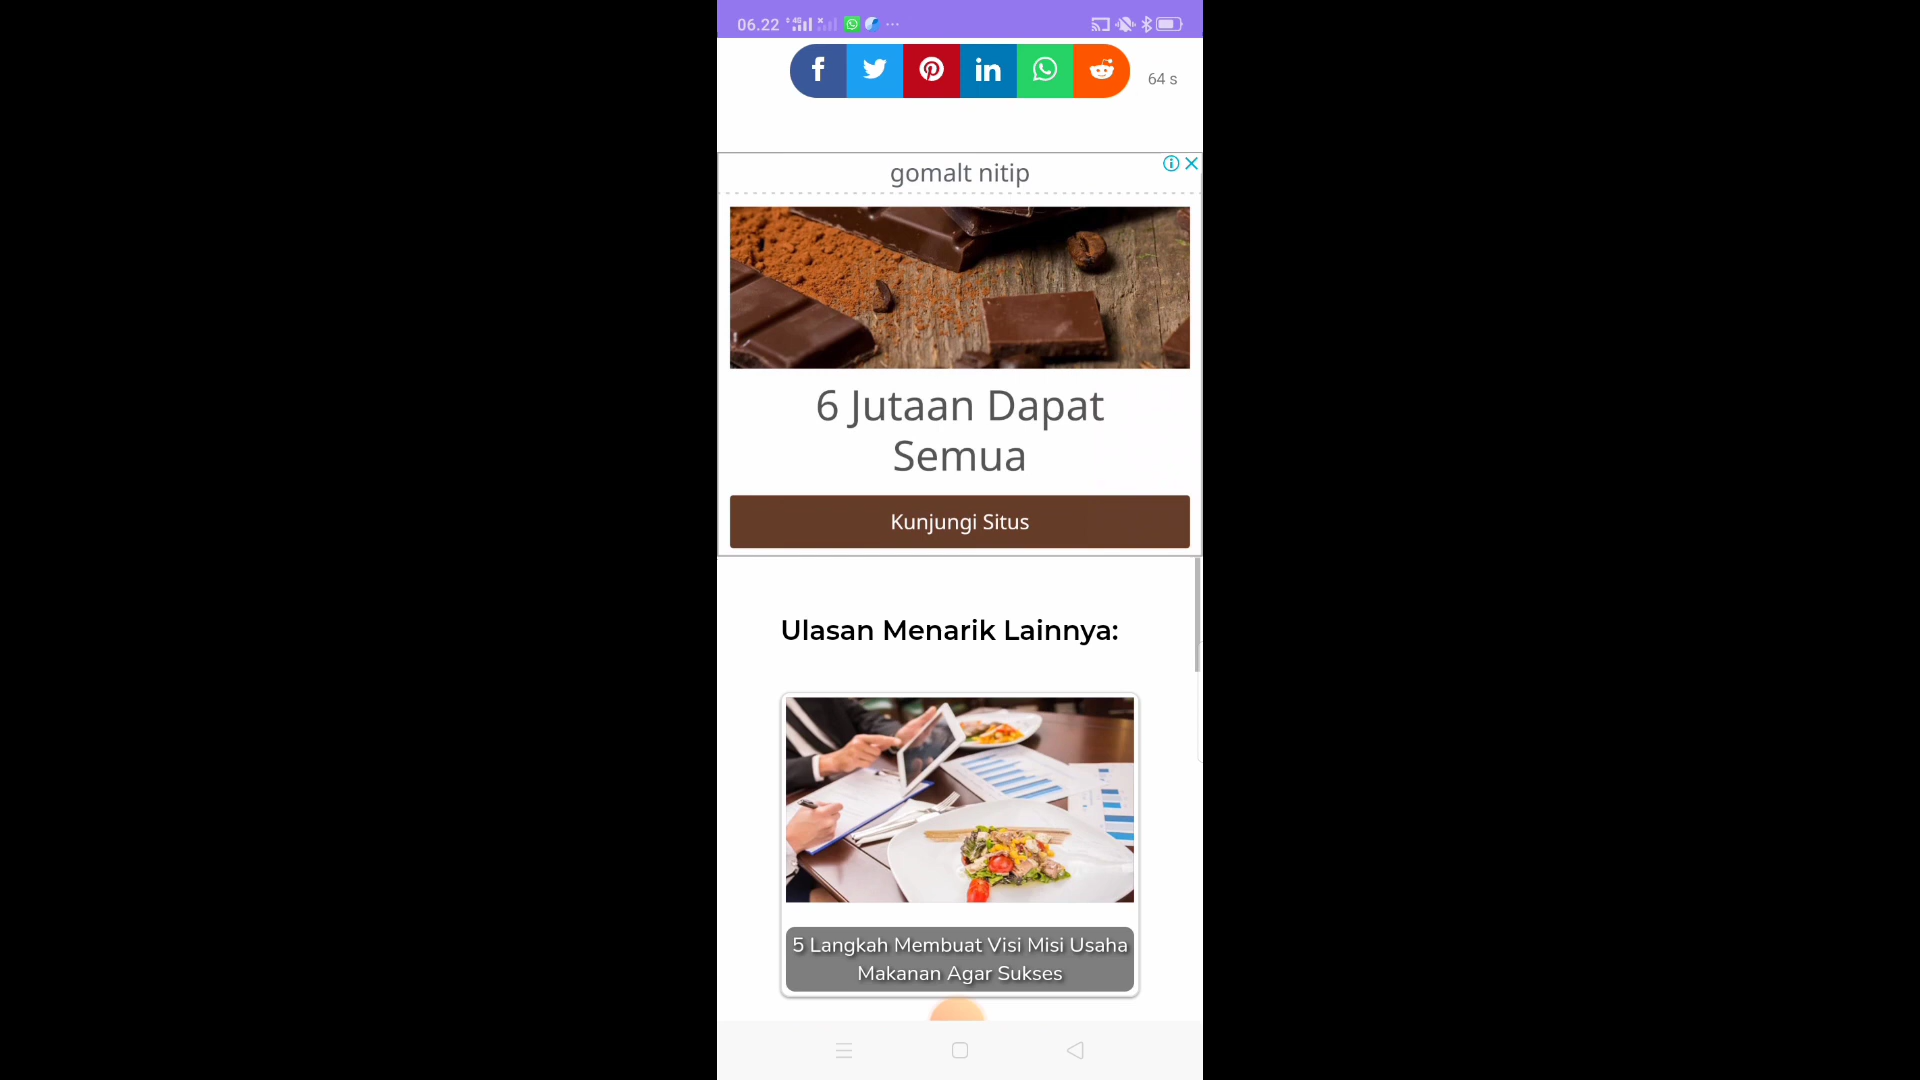 06.22
64 s
gomalt nitip
6 Jutaan Dapat
Semua
Kunjungi Situs
Ulasan Menarik Lainnya:
5 Langkah Membuat Visi Misi Usaha
Makanan Agar Sukses